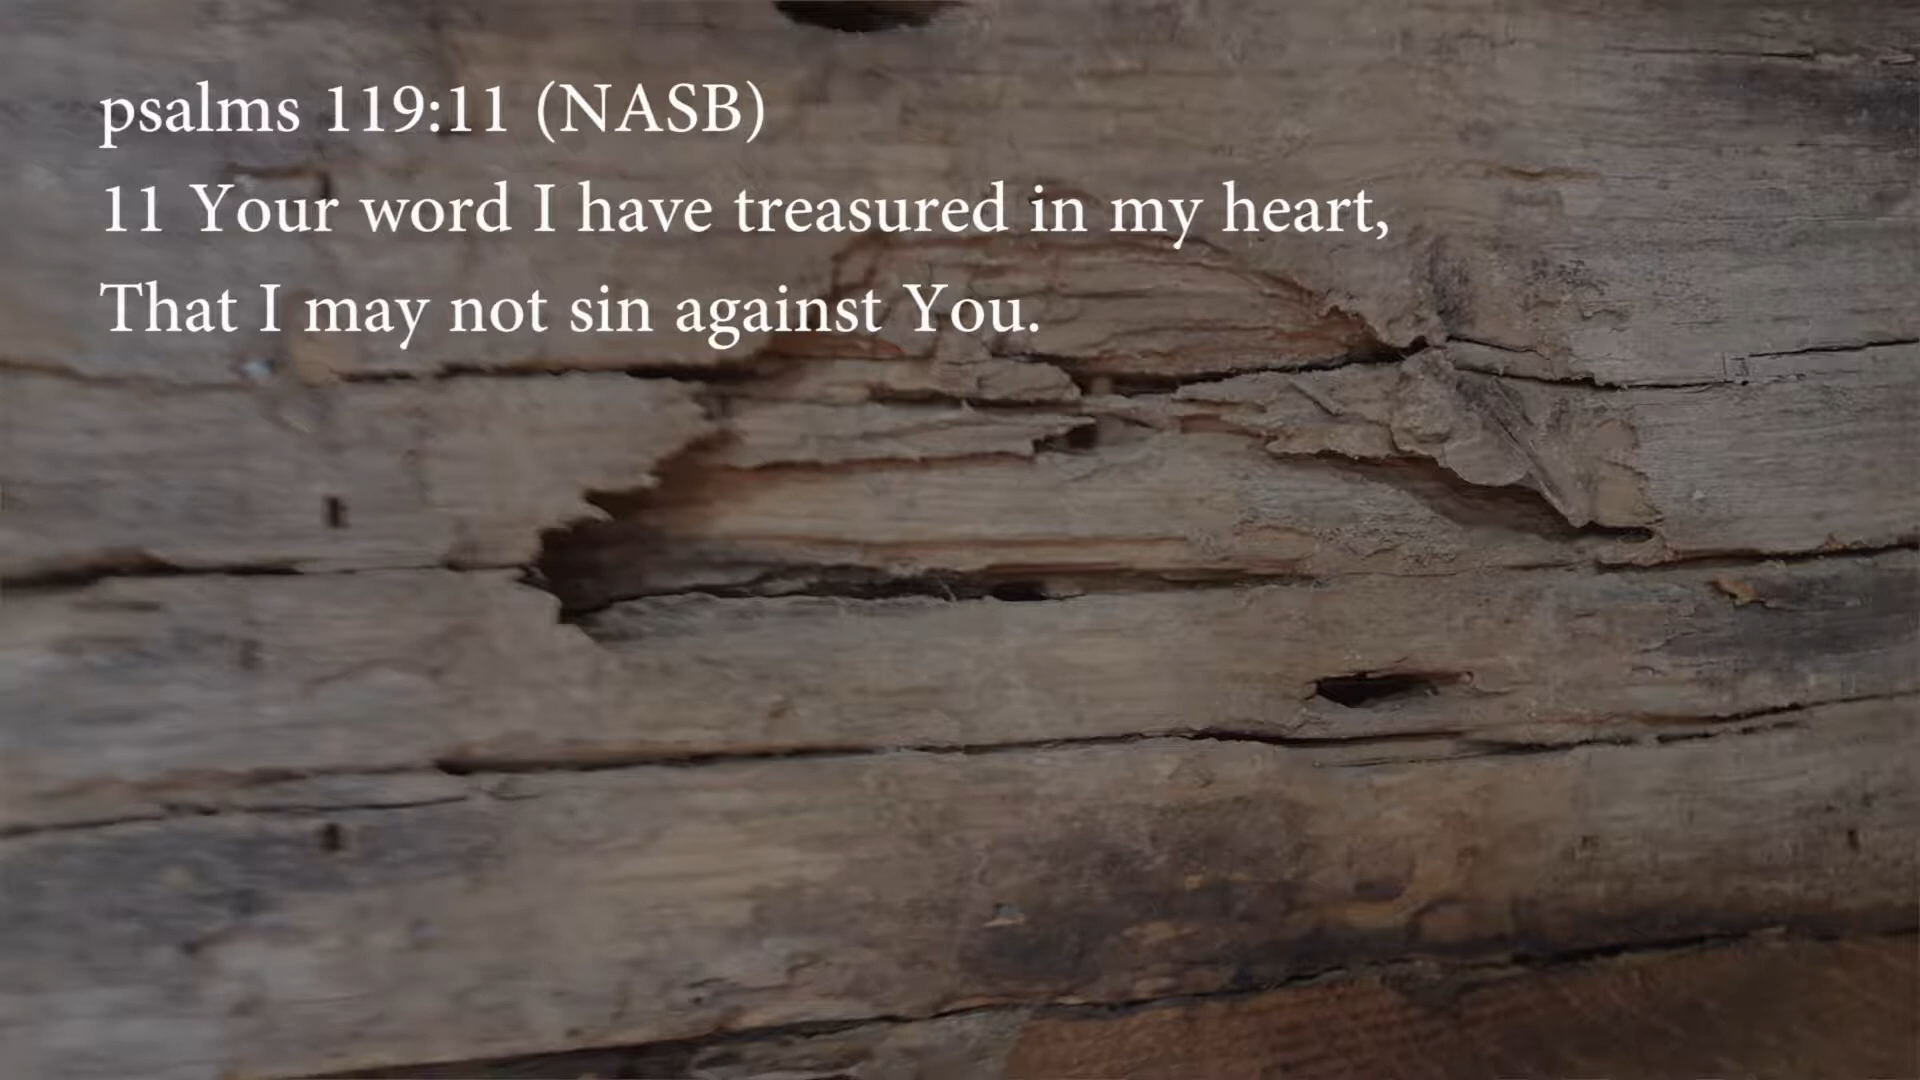 psalms 119:11 (NASB)
11 Your word I have treasured in my heart,
That I may not sin against You.